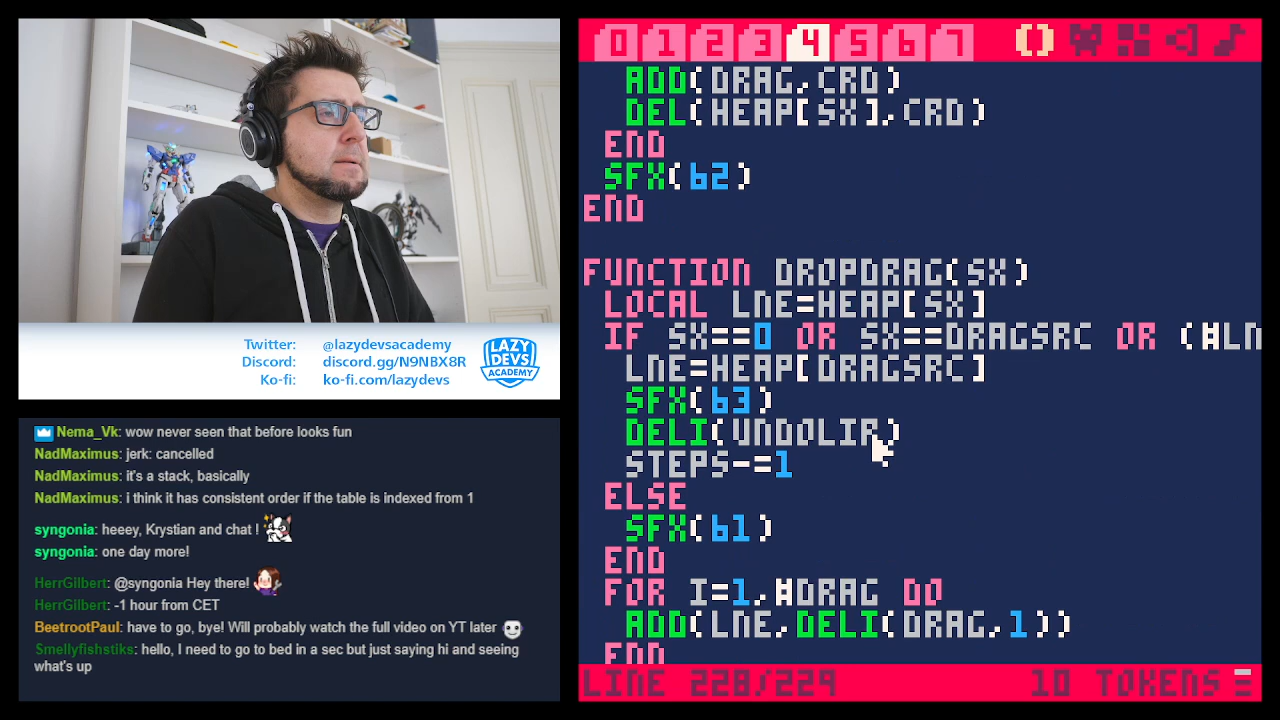 Twitter: @lazydevsacademy
Discord: discord.gg/N9NBX8R
Ko-fi: ko-fi.com/lazydevs
LAZY
DEVS
ACADEMY
Nema_Vk: wow never seen that before looks fun
NadMaximus: jerk: cancelled
NadMaximus: it's a stack, basically
NadMaximus: i think it has consistent order if the table is indexed from 1
syngonia: heeey, Krystian and chat !
syngonia: one day more!
HerrGilbert: @syngonia Hey there!
HerrGilbert: -1 hour from CET
BeetrootPaul: have to go, bye! Will probably watch the full video on YT later
Smellyfishstiks: hello, I need to go to bed in a sec but just saying hi and seeing
what's up
0 1 2 3 4 5 6 7 ()
ADD(DRAG,CRD)
DEL(HEAP[SX],CRD)
END
SFX(62)
END
FUNCTION DROPDRAG(SX)
LOCAL LNE=HEAP[SX]
IF SX==0 OR SX==DRAGSRC OR (#LN
LNE=HEAP[DRAGSRC]
SFX(63)
DELI(UNDOLIR)
STEPS-=1
ELSE
SFX(61)
END
FOR I=1,#DRAG DO
ADD(LNE,DELI(DRAG,1))
END
LINE 228/229 10 TOKENS